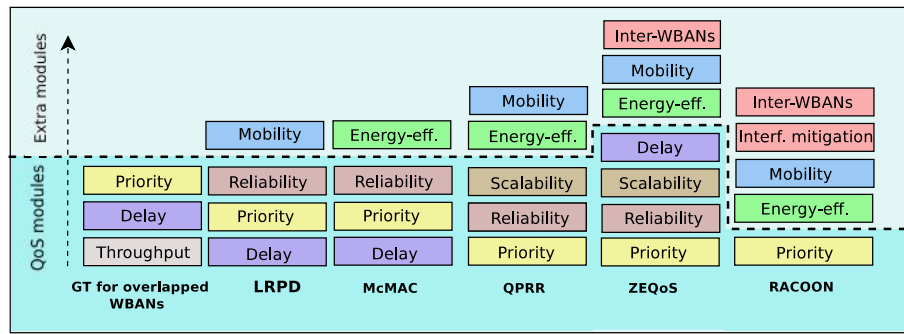 Extra modules
QoS modules
Inter-WBANs
Mobility
Energy-eff.
Mobility
Energy-eff.
Mobility
Energy-eff.
Inter-WBANs
Interf. mitigation
Mobility
Energy-eff.
Priority
Delay
Throughput
Reliability
Priority
Delay
Reliability
Priority
Delay
Scalability
Reliability
Priority
Delay
Scalability
Reliability
Priority
Priority
GT for overlapped
WBANs
LRPD
McMAC
QPRR
ZEQoS
RACOON